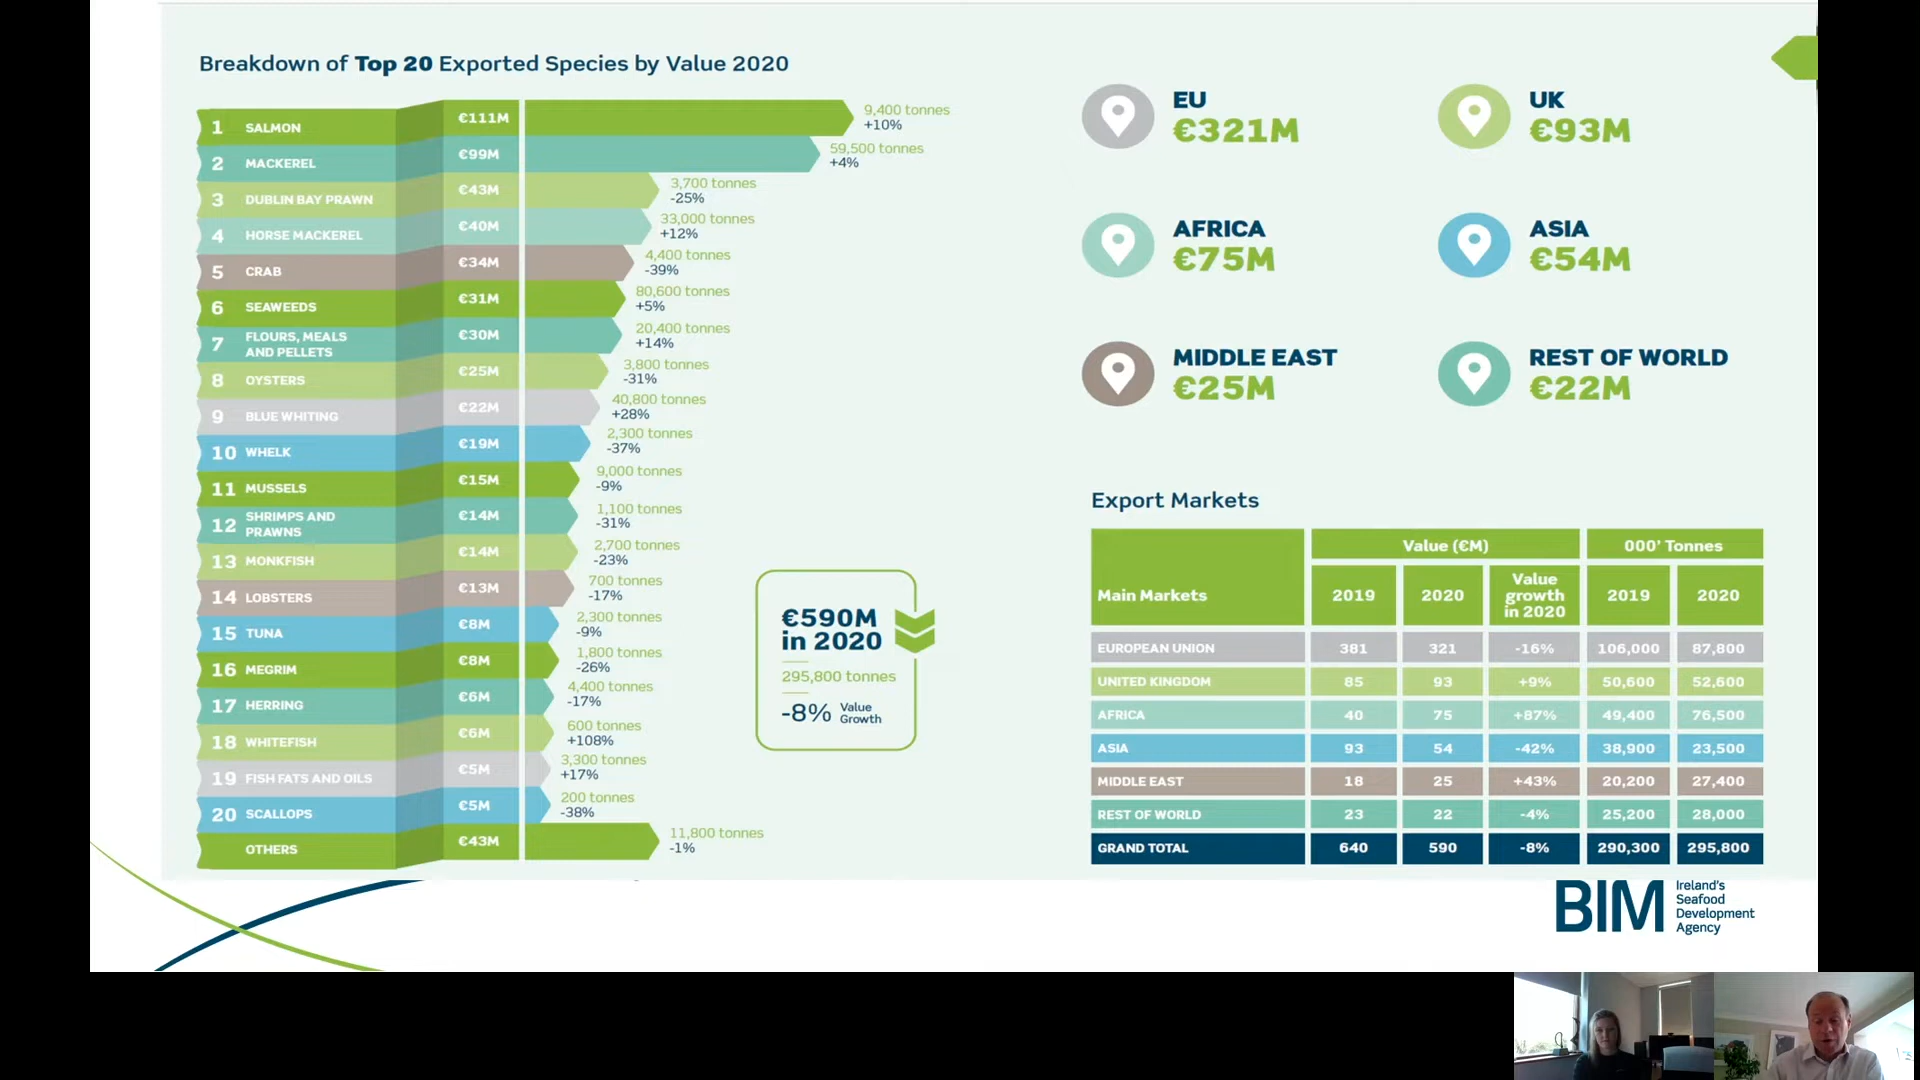 Breakdown of Top 20 Exported Species by Value 2020
1 SALMON €111M 9,400 tonnes
+10%
2 MACKEREL €99M 59,500 tonnes
+4%
3 DUBLIN BAY PRAWN €43M 3,700 tonnes
-25%
4 HORSE MACKEREL €40M 33,000 tonnes
+12%
5 CRAB €34M 4,400 tonnes
-39%
6 SEAWEEDS €31M 80,600 tonnes
+5%
7 FLOURS, MEALS
AND PELLETS €30M 20,400 tonnes
+14%
8 OYSTERS €25M 3,800 tonnes
-31%
9 BLUE WHITING €22M 40,800 tonnes
+28%
10 WHELK €19M 2,300 tonnes
-37%
11 MUSSELS €15M 9,000 tonnes
-9%
12 SHRIMPS AND
PRAWNS €14M 1,100 tonnes
-31%
13 MONKFISH €14M 2,700 tonnes
-23%
14 LOBSTERS €13M 700 tonnes
-17%
15 TUNA €8M 2,300 tonnes
-9%
16 MEGRIM €8M 1,800 tonnes
-26%
17 HERRING €6M 4,400 tonnes
-17%
18 WHITEFISH €6M 600 tonnes
+108%
19 FISH FATS AND OILS €5M 3,300 tonnes
+17%
20 SCALLOPS €5M 200 tonnes
-38%
OTHERS €43M 11,800 tonnes
-1%
€590M
in 2020
295,800 tonnes
-8% Value
Growth
EU
€321M
UK
€93M
AFRICA
€75M
ASIA
€54M
MIDDLE EAST
€25M
REST OF WORLD
€22M
Export Markets
Value (€M) 000' Tonnes
Main Markets 2019 2020 Value
growth
in 2020 2019 2020
EUROPEAN UNION 381 321 -16% 106,000 87,800
UNITED KINGDOM 85 93 +9% 50,600 52,600
AFRICA 40 75 +87% 49,400 76,500
ASIA 93 54 -42% 38,900 23,500
MIDDLE EAST 18 25 +43% 20,200 27,400
REST OF WORLD 23 22 -4% 25,200 28,000
GRAND TOTAL 640 590 -8% 290,300 295,800
BIM Ireland's
Seafood
Development
Agency